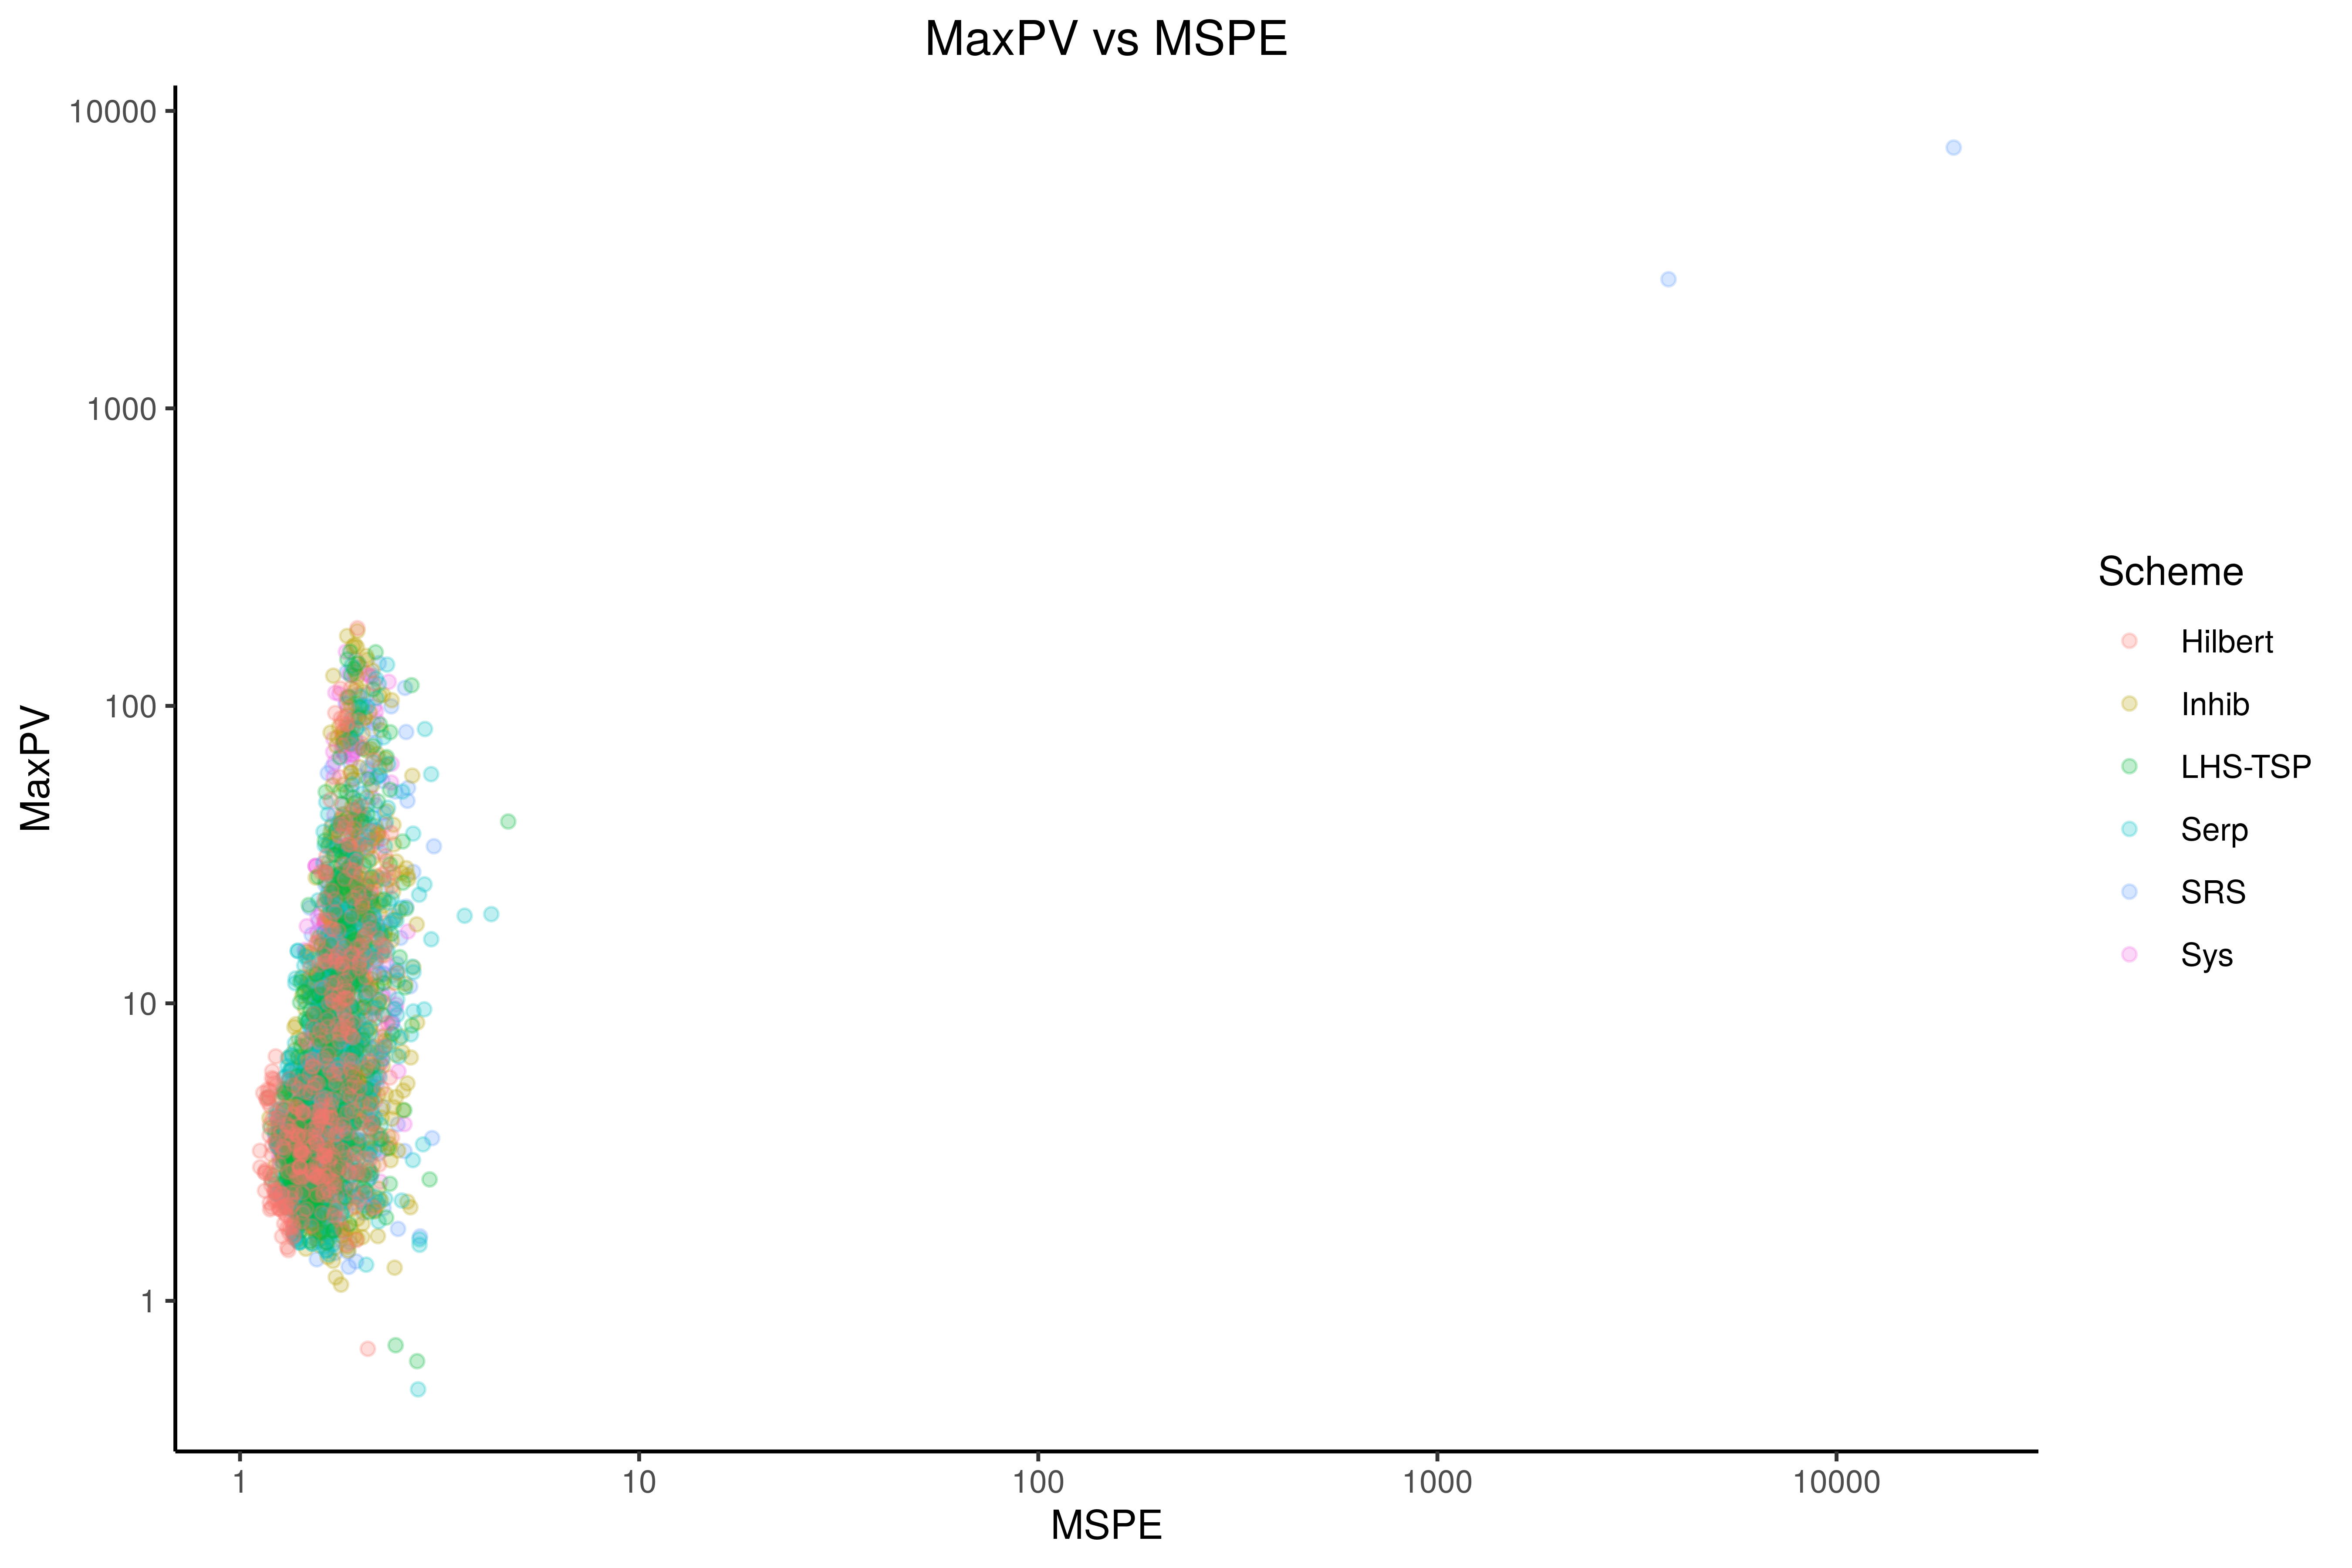 MaxPV vs MSPE
10000
1000
100
10
1
MaxPV
1
10
100
1000
10000
MSPE
Scheme
Hilbert
Inhib
LHS-TSP
Serp
SRS
Sys